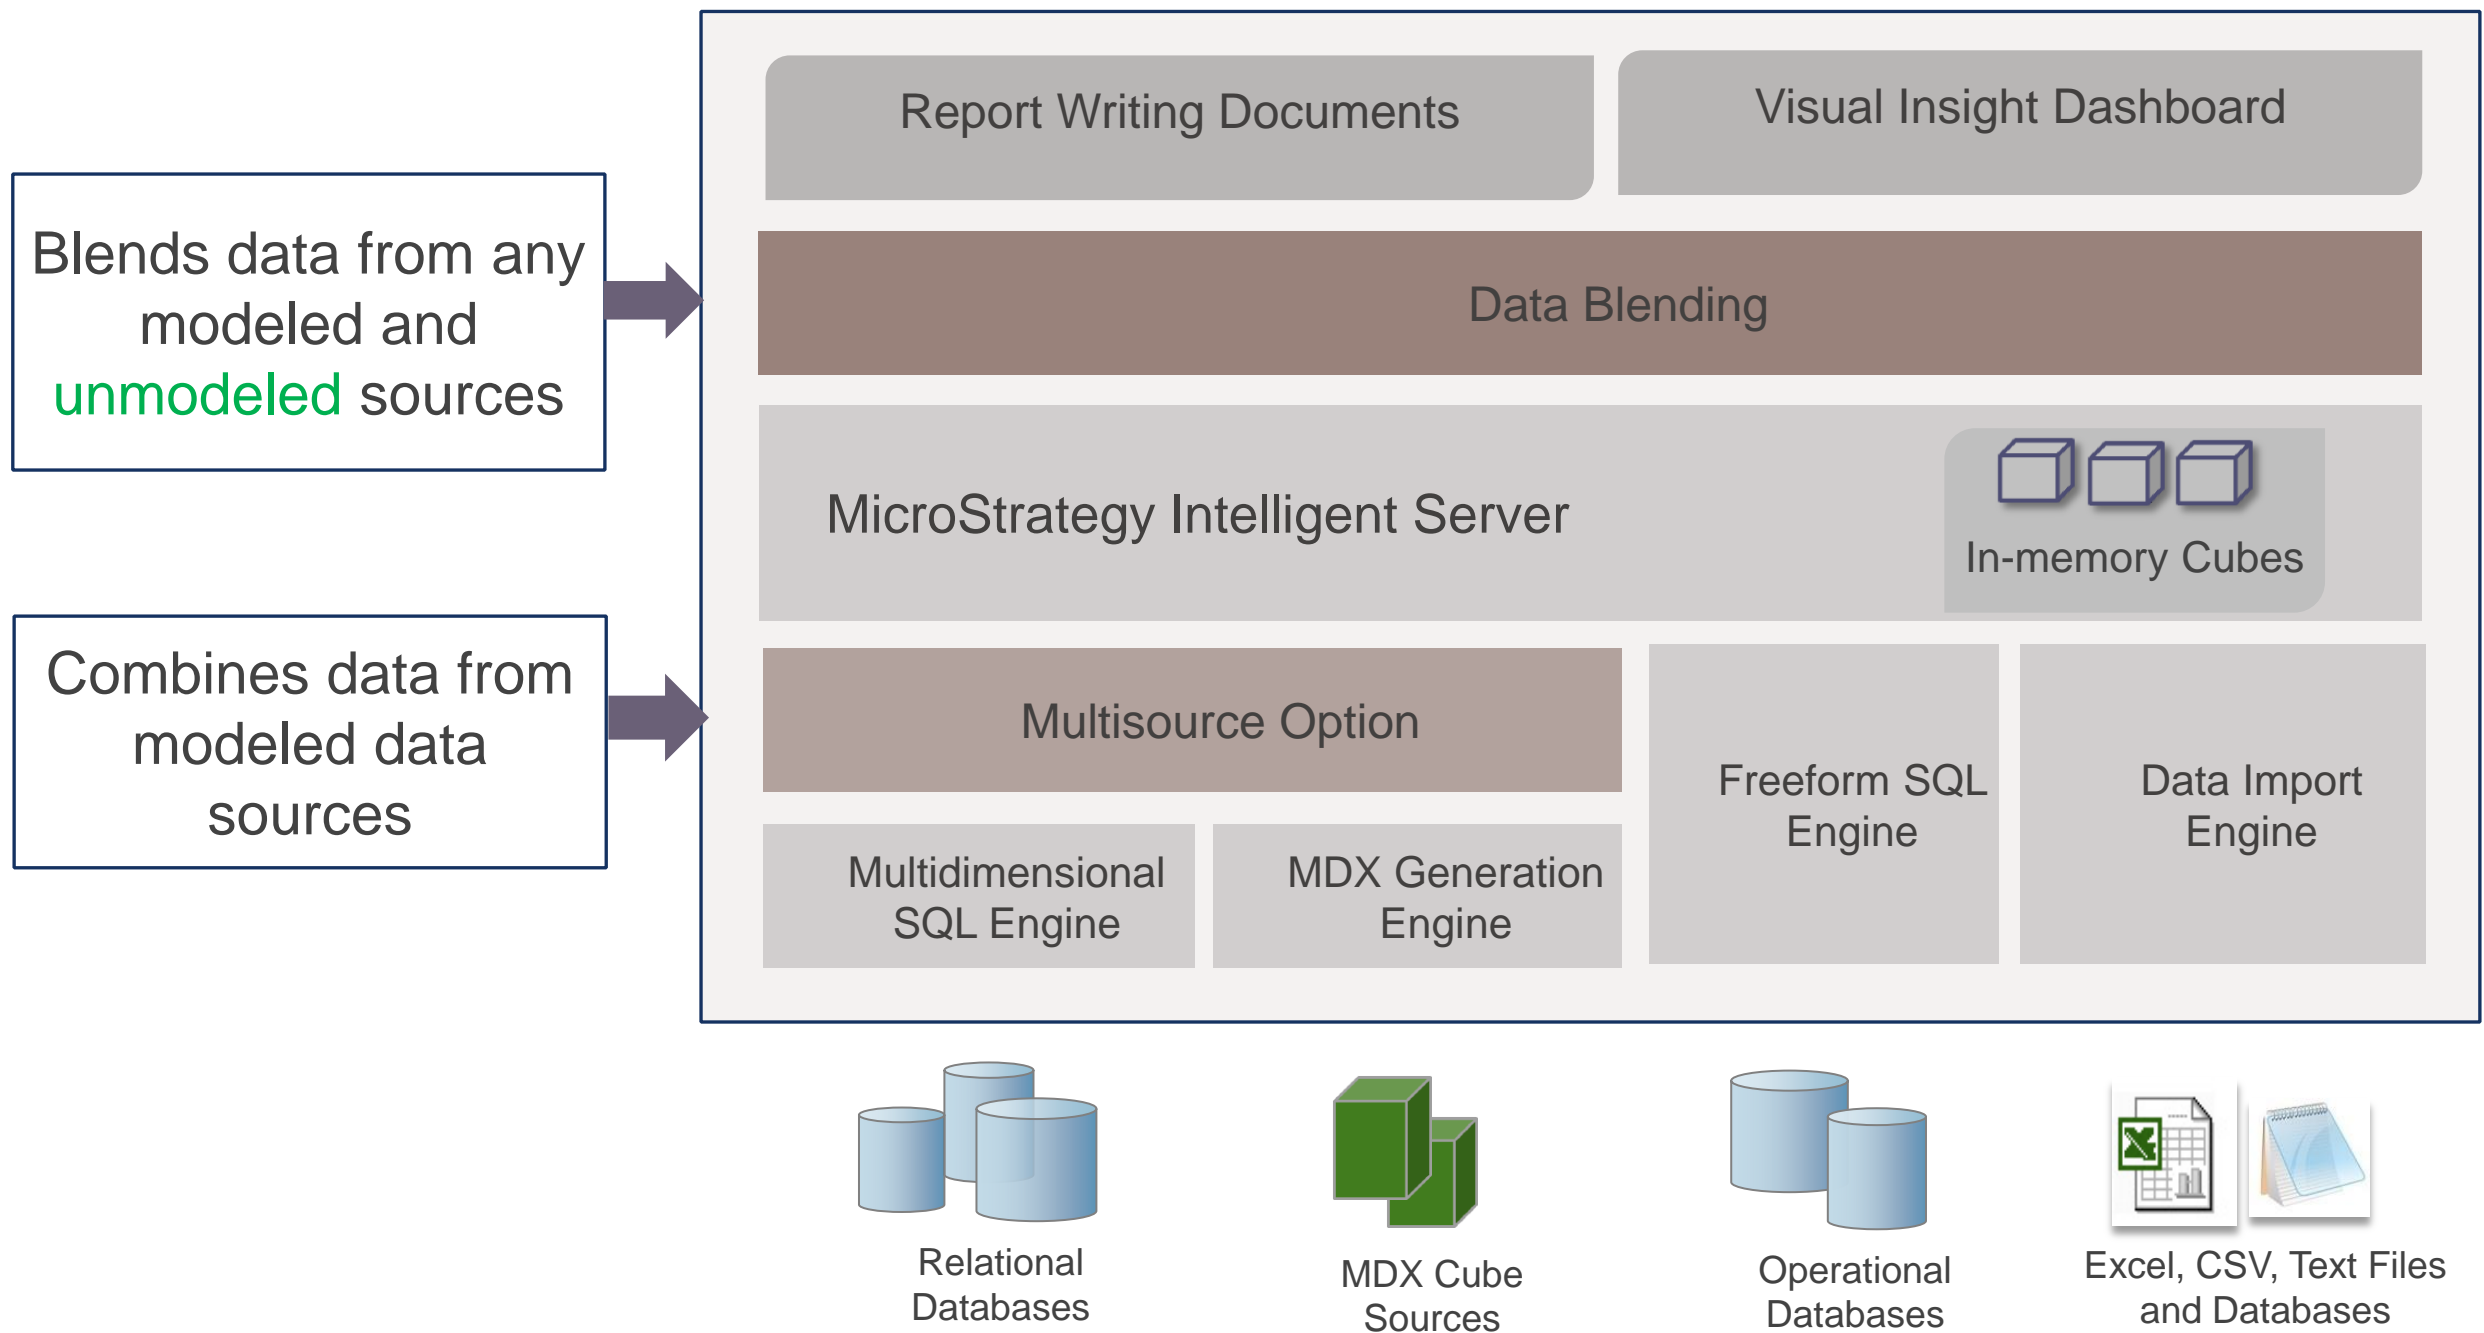 Report Writing Documents
Visual Insight Dashboard
Blends data from any
modeled and
unmodeled sources
Data Blending
MicroStrategy Intelligent Server
In-memory Cubes
Combines data from
modeled data
sources
Multisource Option
Freeform SQL
Engine
Data Import
Engine
Multidimensional
SQL Engine
MDX Generation
Engine
Relational
Databases
MDX Cube
Sources
Operational
Databases
Excel, CSV, Text Files
and Databases